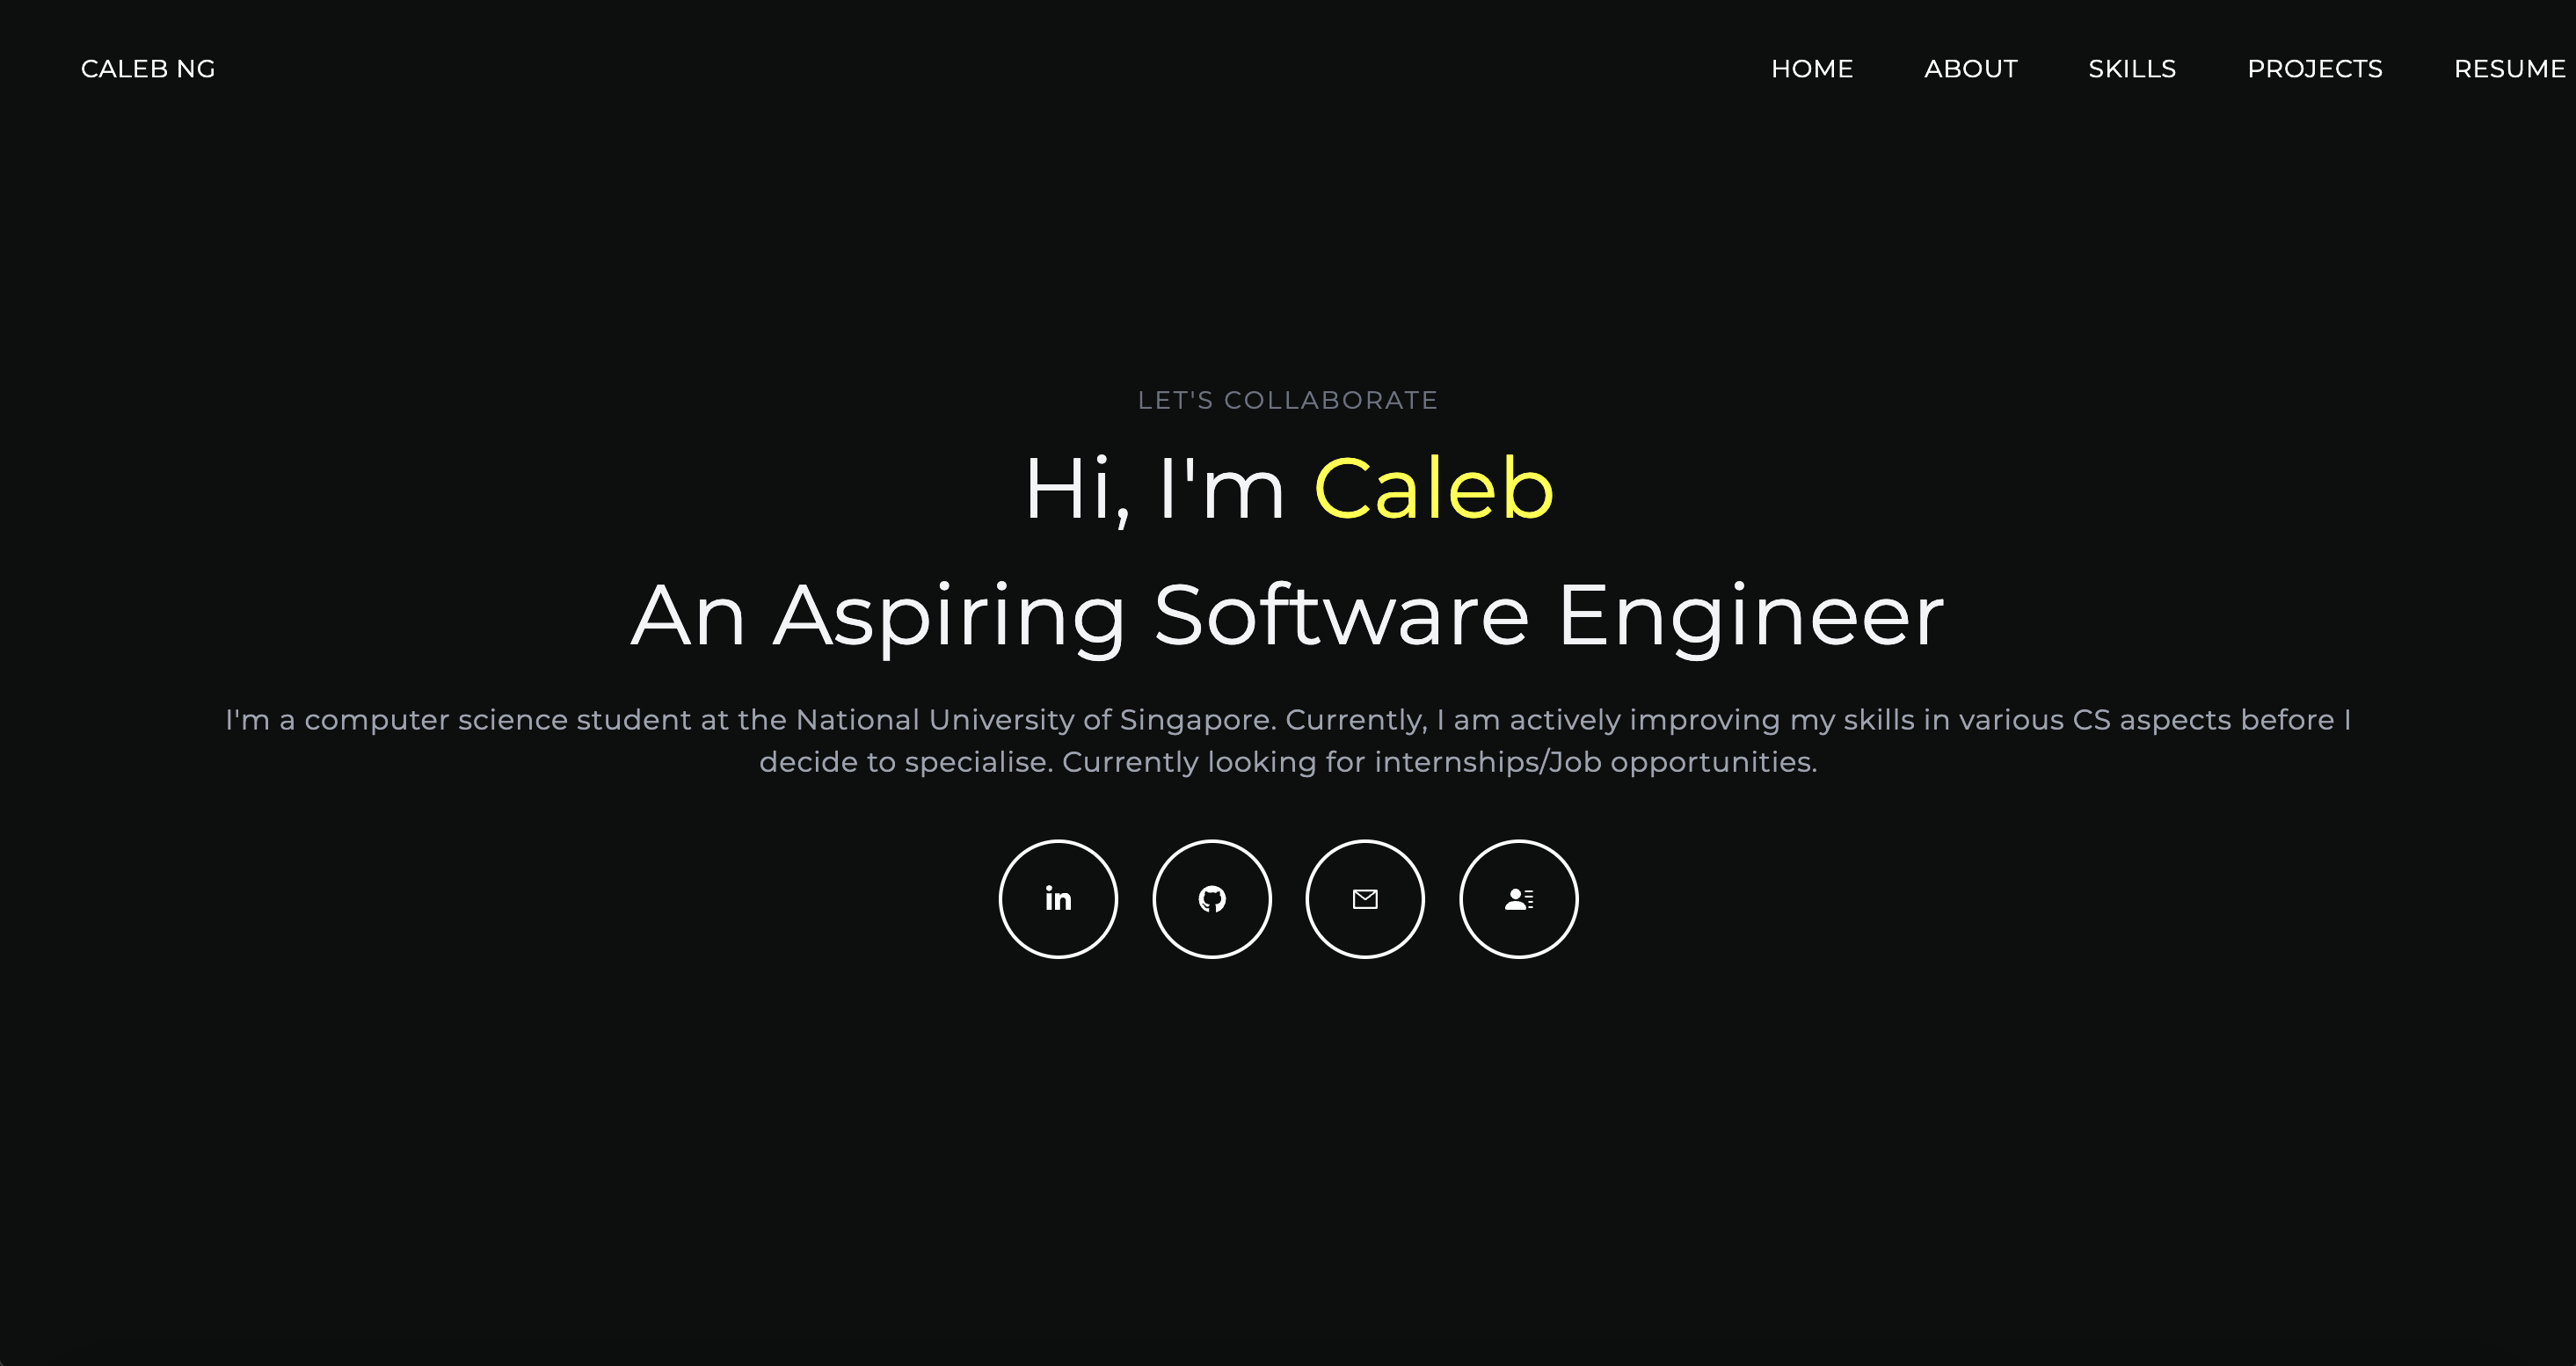 CALEB NG
HOME ABOUT SKILLS PROJECTS RESUME
LET'S COLLABORATE
Hi, I'm Caleb
An Aspiring Software Engineer
I'm a computer science student at the National University of Singapore. Currently, I am actively improving my skills in various CS aspects before I
decide to specialise. Currently looking for internships/Job opportunities.
in